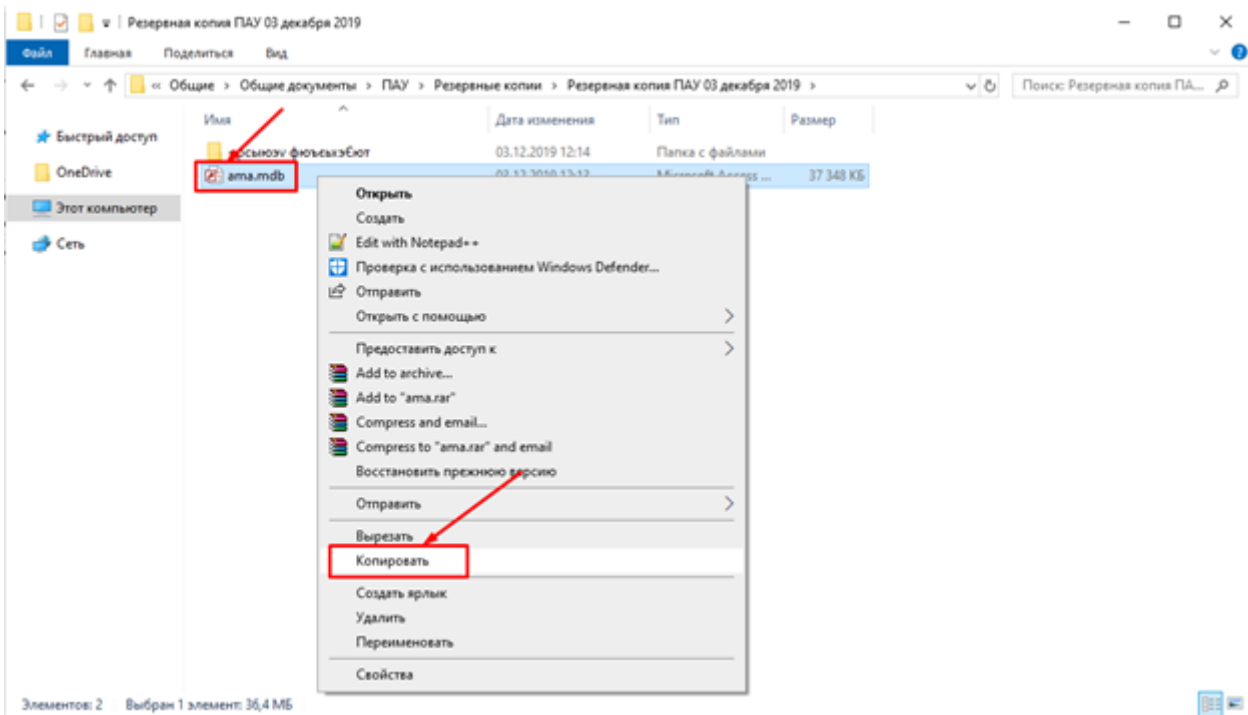 Резервная копия ПАУ 03 декабря 2019
Файл Главная Поделиться Вид
« Общие › Общие документы › ПАУ › Резервные копии › Резервная копия ПАУ 03 декабря 2019 ›
Поиск: Резервная копия ПА...
Имя Дата изменения Тип Размер
Быстрый доступ
03.12.2019 12:14 Папка с файлами
OneDrive
ama.mdb 37 348 КБ
Этот компьютер
Сеть
Открыть
Создать
Edit with Notepad++
Проверка с использованием Windows Defender...
Отправить
Открыть с помощью
Предоставить доступ к
Add to archive...
Add to "ama.rar"
Compress and email...
Compress to "ama.rar" and email
Восстановить прежнюю версию
Отправить
Вырезать
Копировать
Создать ярлык
Удалить
Переименовать
Свойства
Элементов: 2 Выбран 1 элемент: 36,4 МБ